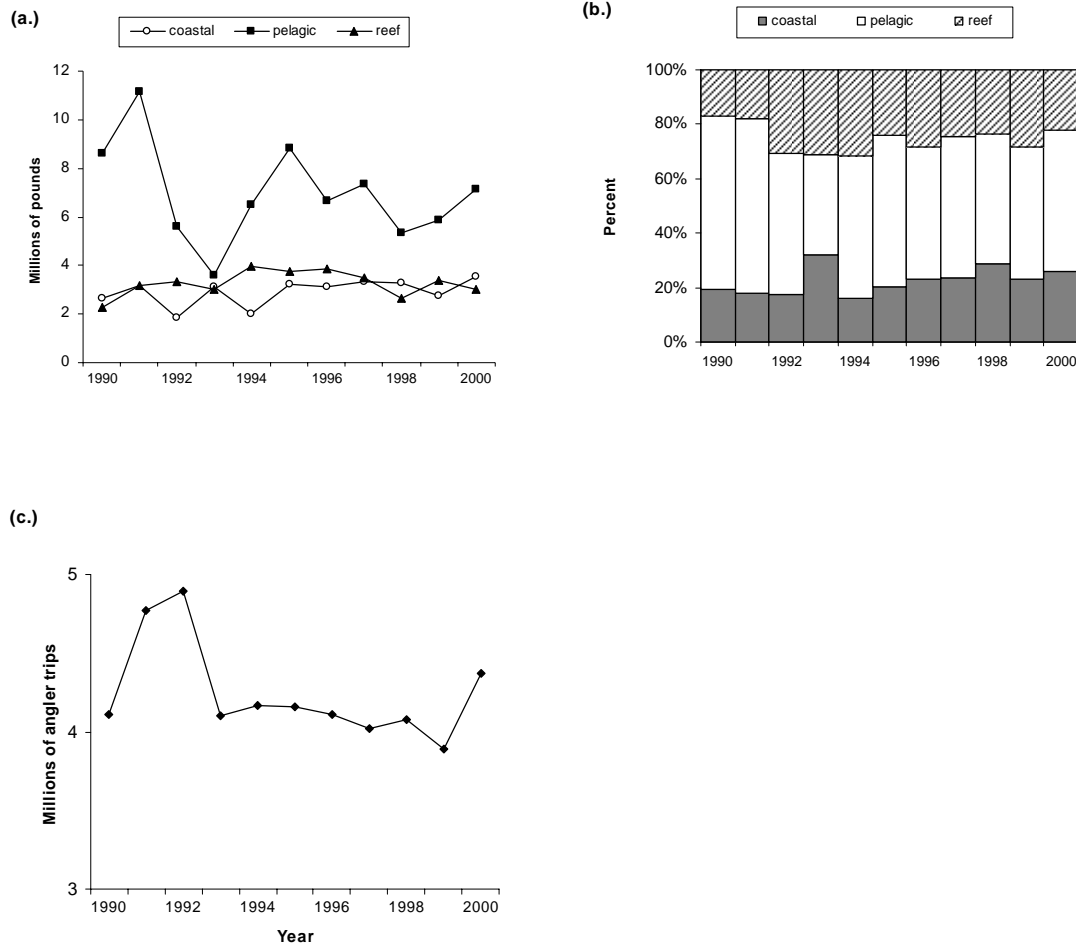 (a.)
coastal pelagic reef
Millions of pounds
12
10
8
6
4
2
0
1990 1992 1994 1996 1998 2000
(b.)
coastal pelagic reef
Percent
100%
80%
60%
40%
20%
0%
1990 1992 1994 1996 1998 2000
(c.)
Millions of angler trips
5
4
3
1990 1992 1994 1996 1998 2000
Year